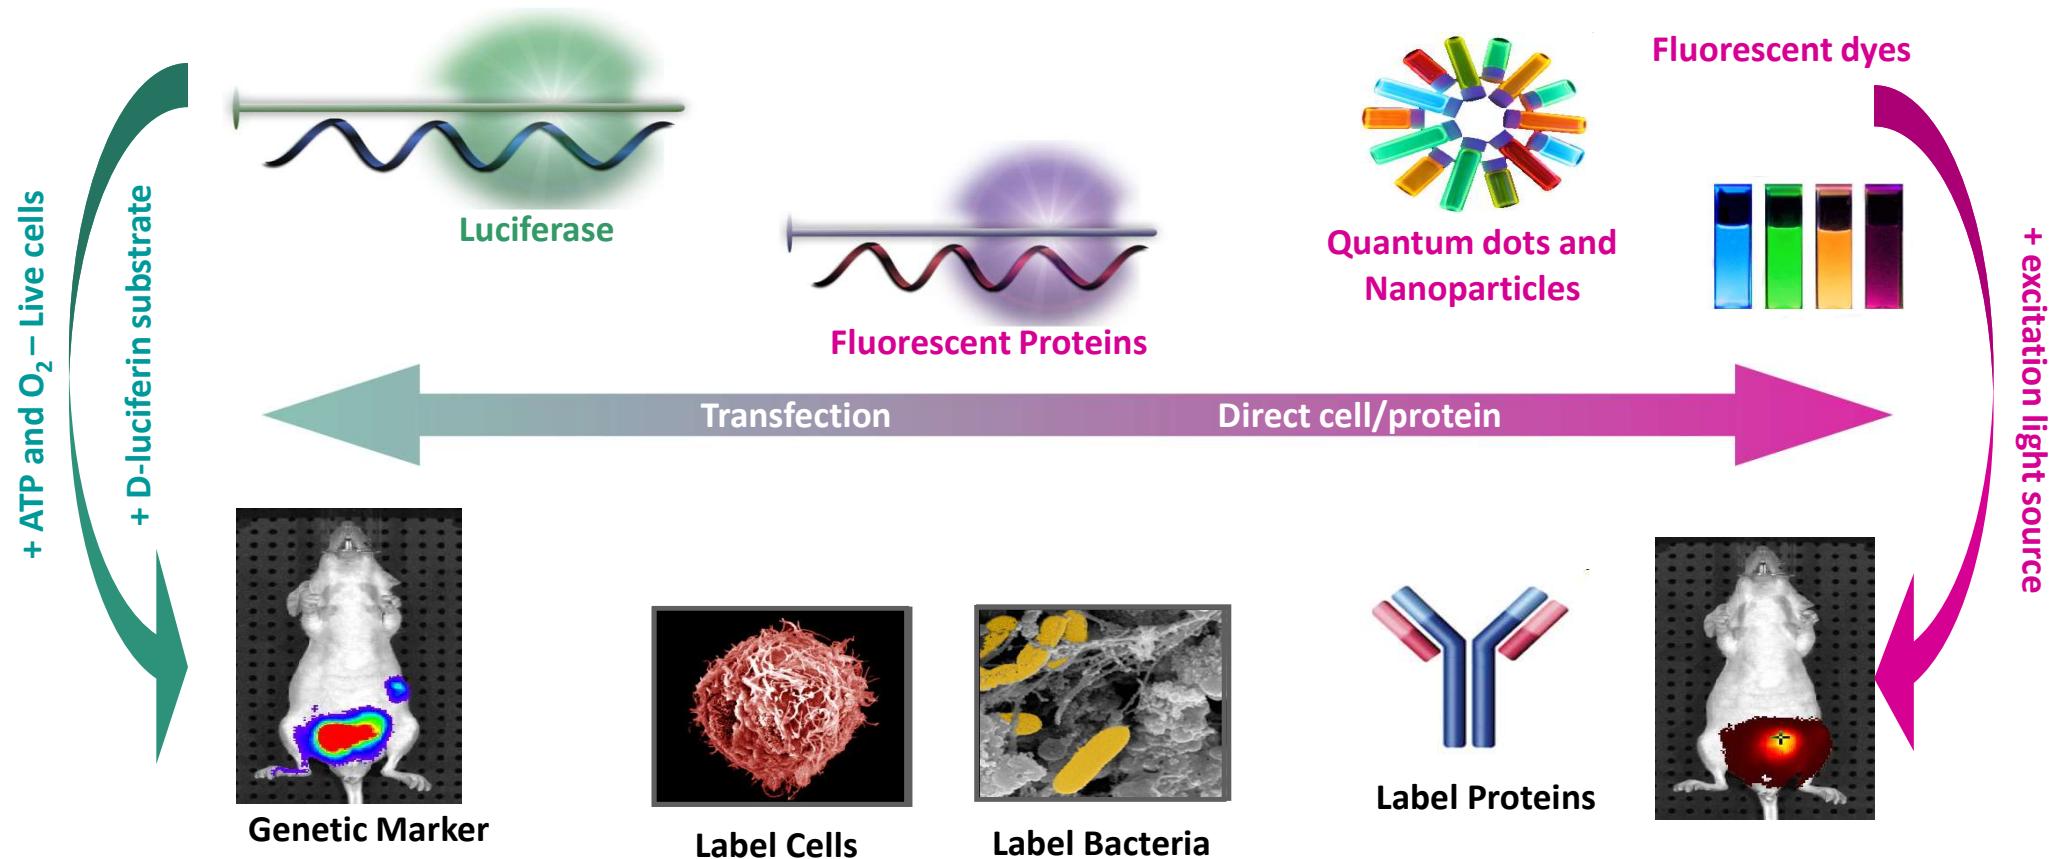 Fluorescent dyes
Luciferase
Quantum dots and
Nanoparticles
Fluorescent Proteins
+ ATP and O₂ – Live cells
+ D-luciferin substrate
+ excitation light source
Transfection
Direct cell/protein
Genetic Marker
Label Cells
Label Bacteria
Label Proteins